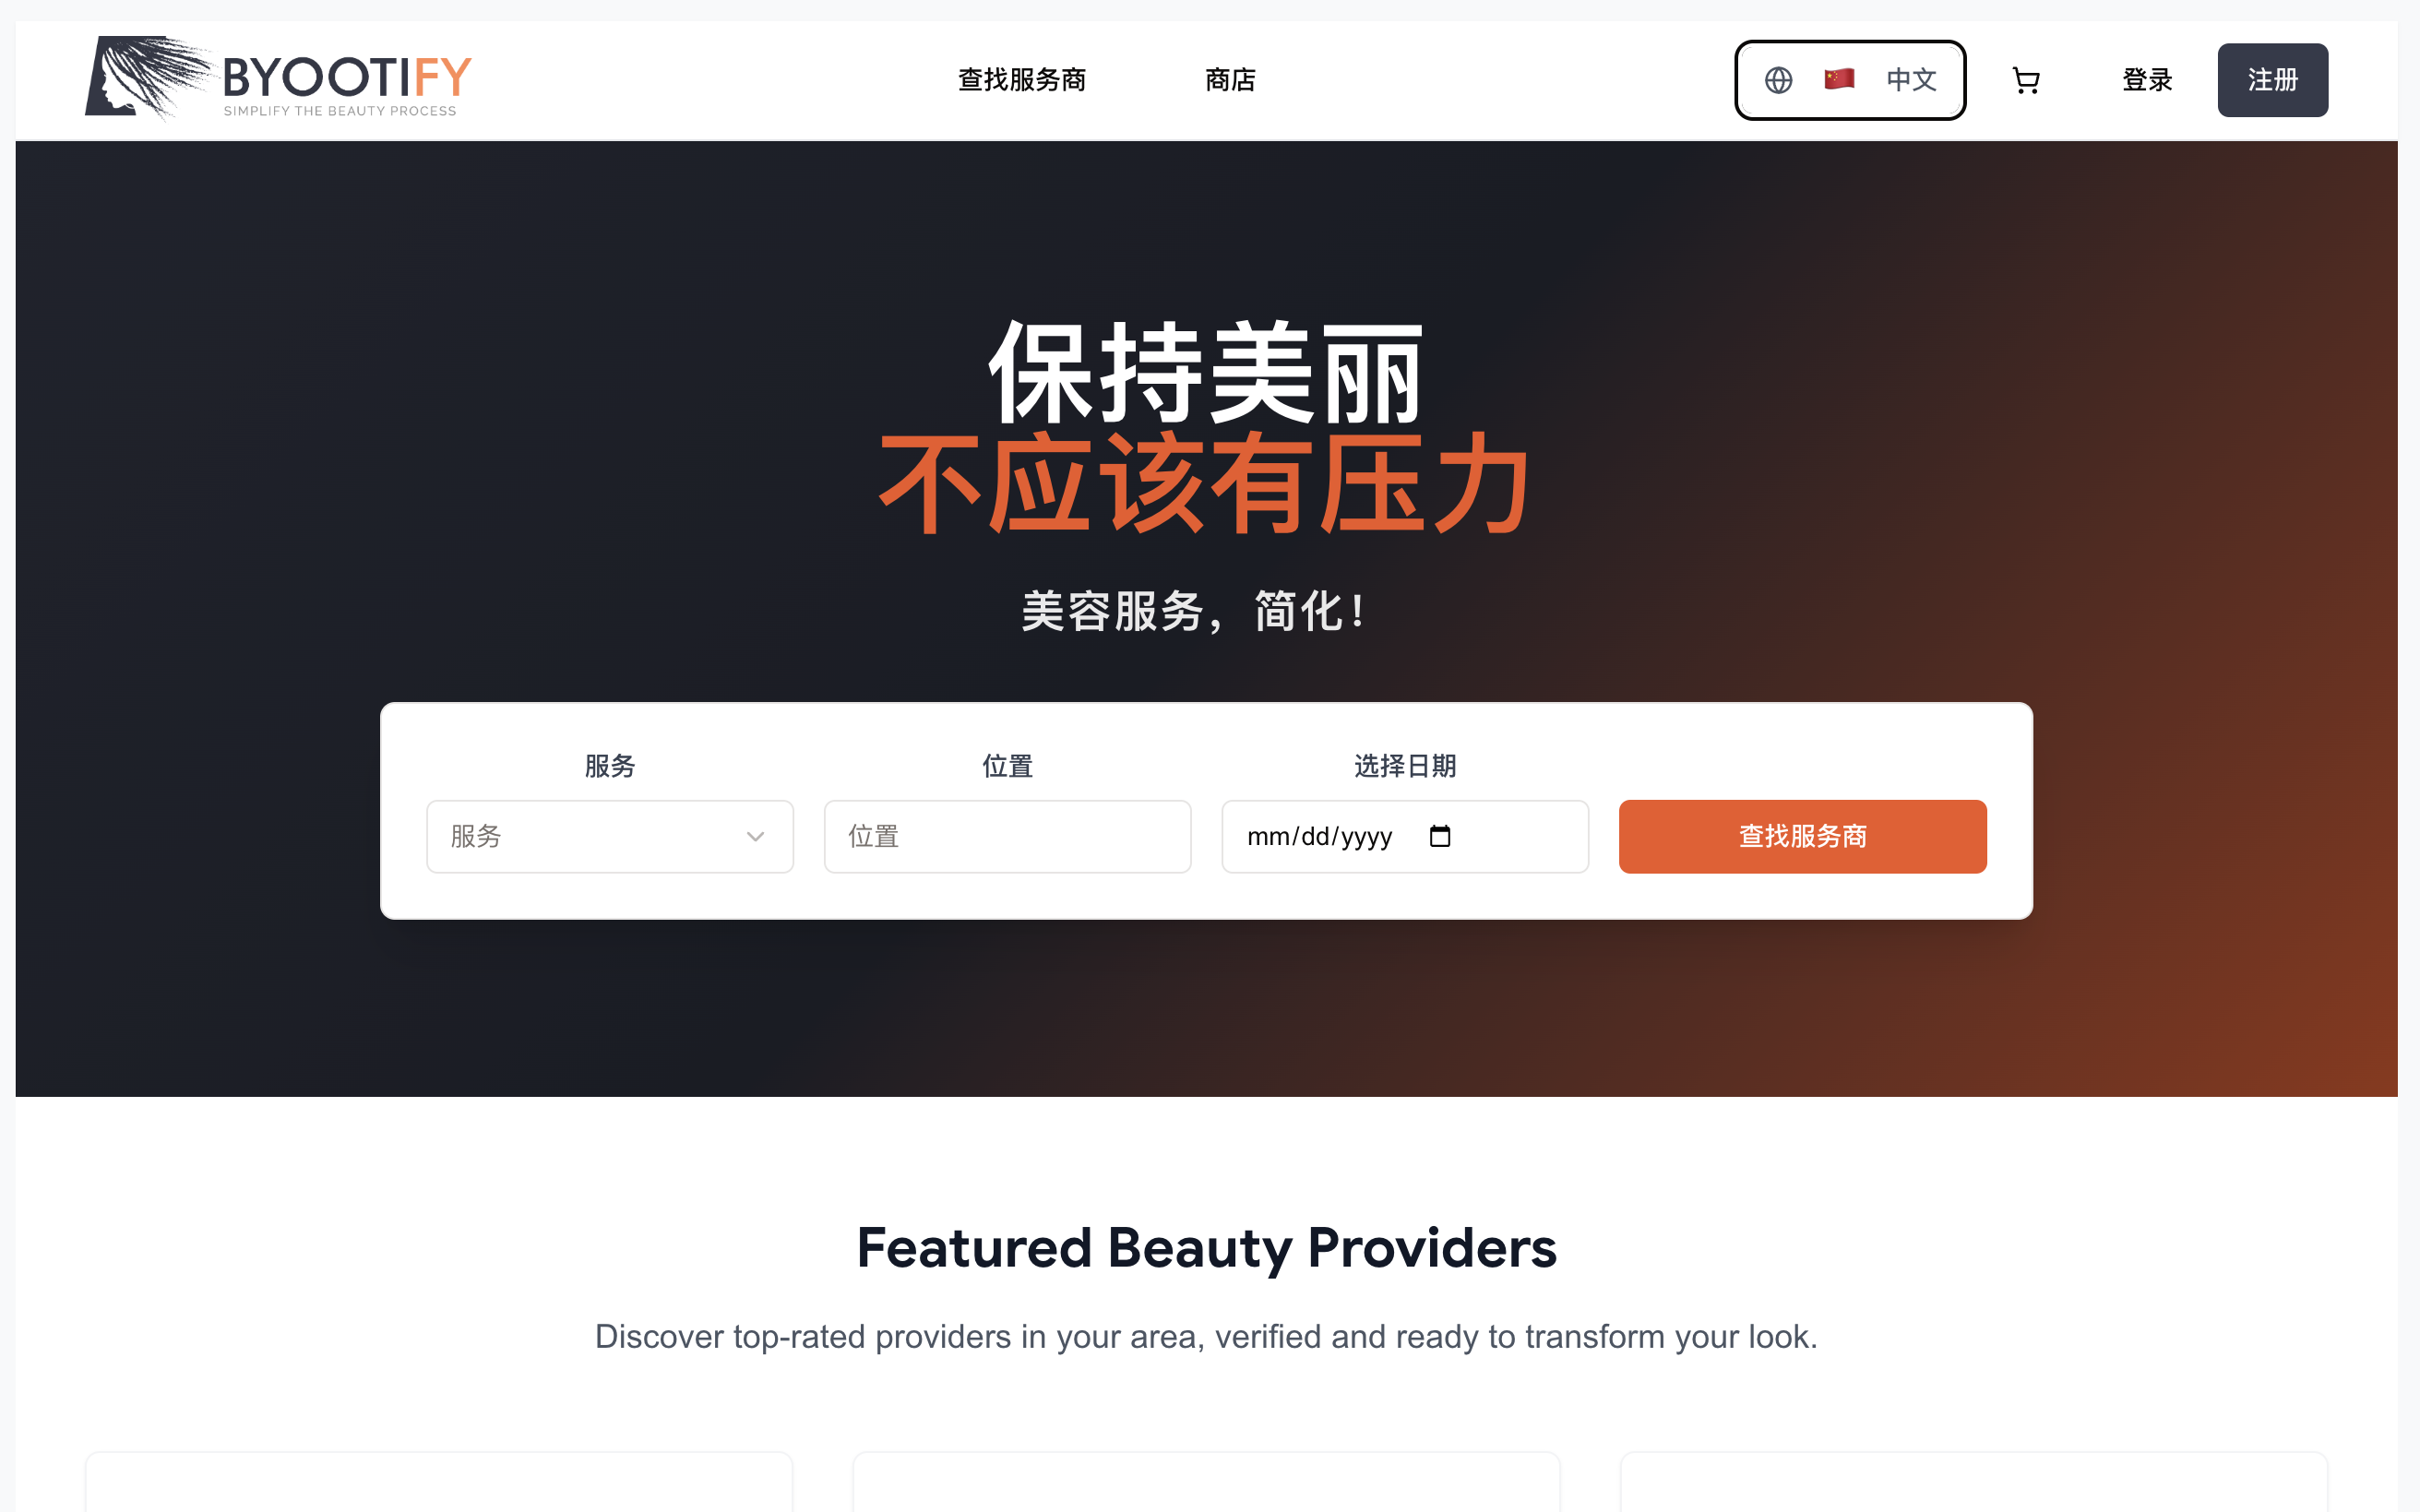 BYOOTIFY
SIMPLIFY THE BEAUTY PROCESS
查找服务商
商店
中文
登录
注册
保持美丽
不应该有压力
美容服务，简化！
服务
位置
选择日期
服务
位置
mm/dd/yyyy
查找服务商
Featured Beauty Providers
Discover top-rated providers in your area, verified and ready to transform your look.